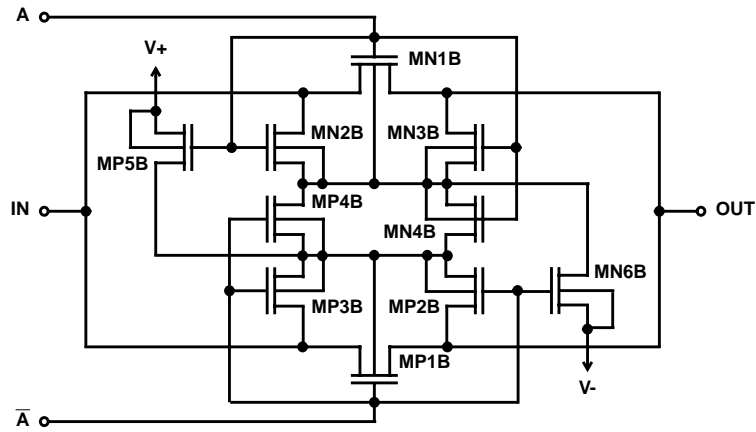 A
V+
MN1B
MN2B
MN3B
MP5B
MP4B
IN
OUT
MN4B
MN6B
MP3B
MP2B
MP1B
V-
A̅